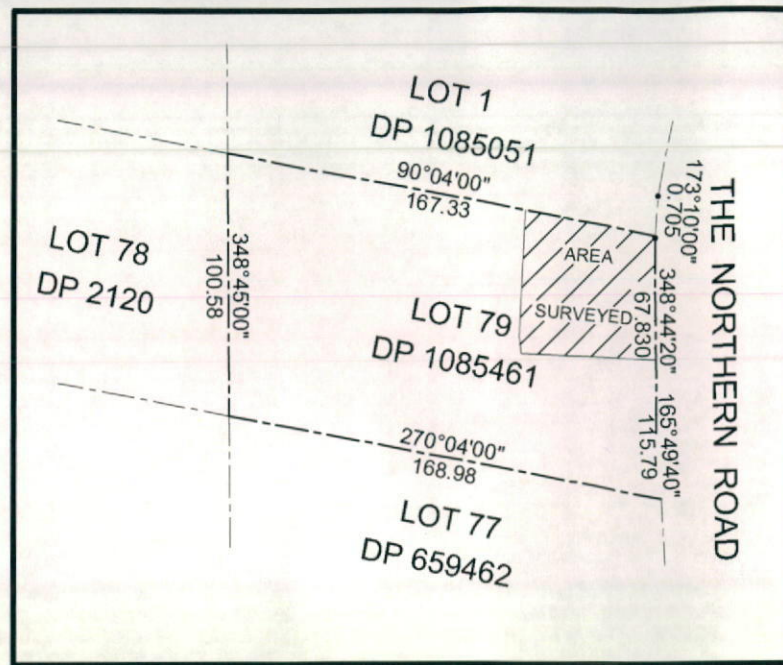 LOT 1
DP 1085051
90°04'00"
167.33
173°10'00"
0.705
THE NORTHERN ROAD
LOT 78
DP 2120
348°45'00"
100.58
AREA
SURVEYED
348°44'20"
67.830
LOT 79
DP 1085461
165°49'40"
115.79
270°04'00"
168.98
LOT 77
DP 659462